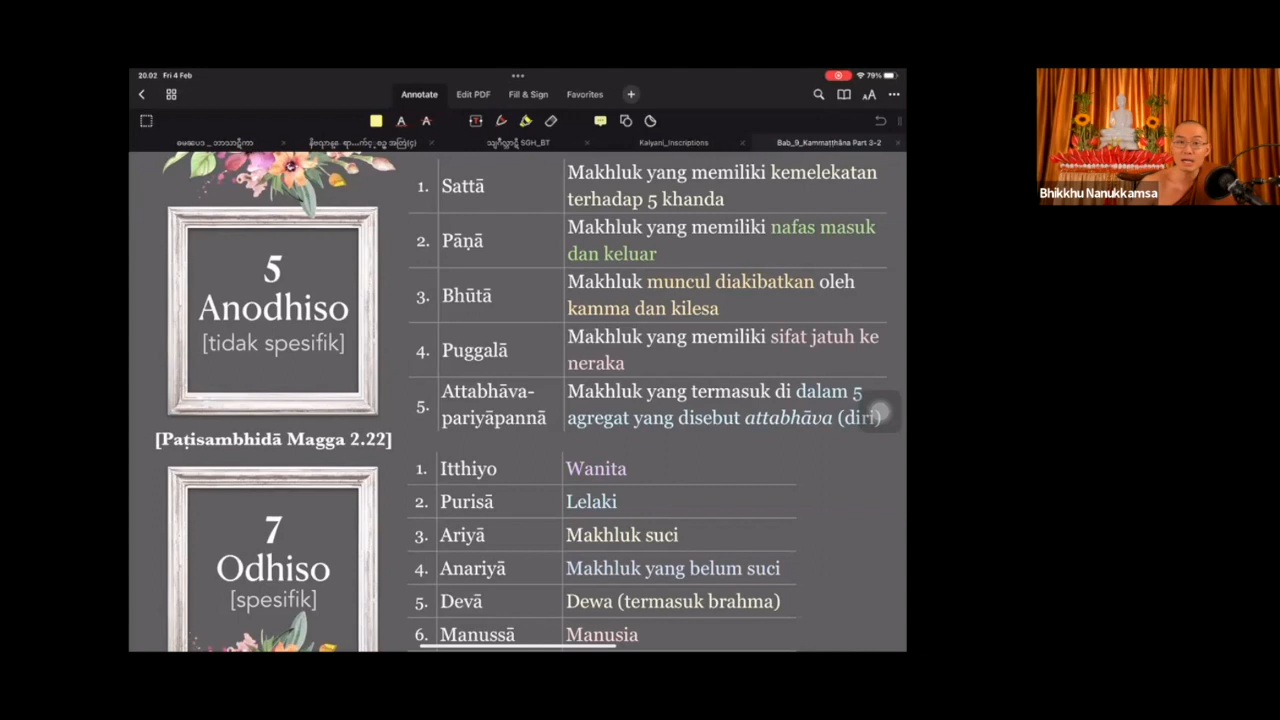 20.02 Fri 4 Feb
79%
Annotate Edit PDF Fill & Sign Favorites
SGH_BT Kalyani_Inscriptions Bab_9_Kammaṭṭhāna Part 3-2
5
Anodhiso
[tidak spesifik]
[Paṭisambhidā Magga 2.22]
1. Sattā Makhluk yang memiliki kemelekatan
terhadap 5 khanda
2. Pāṇā Makhluk yang memiliki nafas masuk
dan keluar
3. Bhūtā Makhluk muncul diakibatkan oleh
kamma dan kilesa
4. Puggalā Makhluk yang memiliki sifat jatuh ke
neraka
5. Attabhāva-
pariyāpannā Makhluk yang termasuk di dalam 5
agregat yang disebut attabhāva (diri)
7
Odhiso
[spesifik]
1. Itthiyo Wanita
2. Purisā Lelaki
3. Ariyā Makhluk suci
4. Anariyā Makhluk yang belum suci
5. Devā Dewa (termasuk brahma)
6. Manussā Manusia
Bhikkhu Nanukkamsa